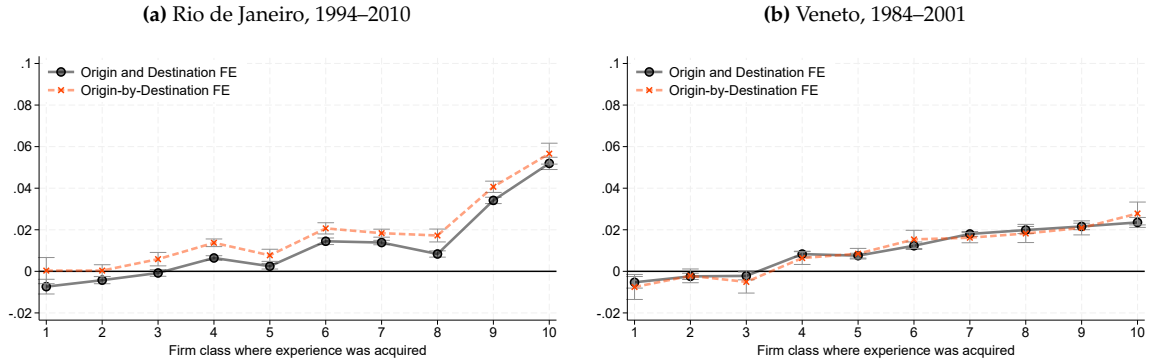 (a) Rio de Janeiro, 1994–2010
.1
.08
.06
.04
.02
0
-.02
Origin and Destination FE
Origin-by-Destination FE
1 2 3 4 5 6 7 8 9 10
Firm class where experience was acquired
(b) Veneto, 1984–2001
.1
.08
.06
.04
.02
0
-.02
Origin and Destination FE
Origin-by-Destination FE
1 2 3 4 5 6 7 8 9 10
Firm class where experience was acquired